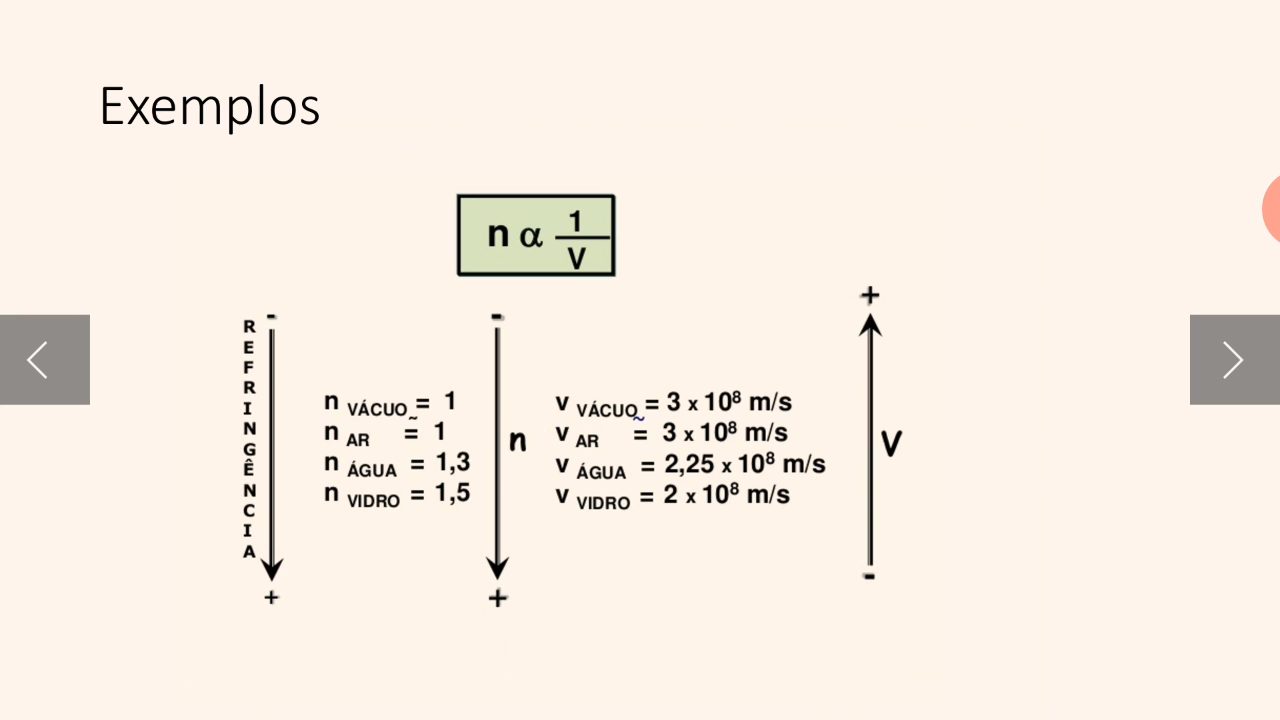 Exemplos
n α 1/V
-
-
+
REFRINGÊNCIA
n VÁCUO = 1
n AR ≅ 1
n ÁGUA = 1,3
n VIDRO = 1,5
n
v VÁCUO = 3 x 10⁸ m/s
v AR ≅ 3 x 10⁸ m/s
v ÁGUA = 2,25 x 10⁸ m/s
v VIDRO = 2 x 10⁸ m/s
V
+
+
-